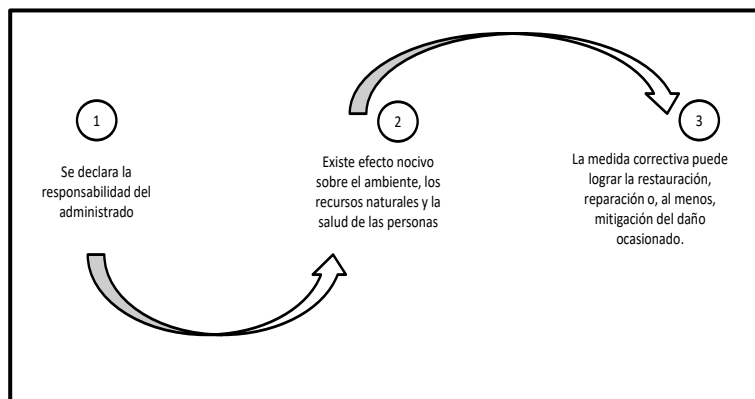 1
Se declara la
responsabilidad del
administrado
2
Existe efecto nocivo
sobre el ambiente, los
recursos naturales y la
salud de las personas
3
La medida correctiva puede
lograr la restauración,
reparación o, al menos,
mitigación del daño
ocasionado.